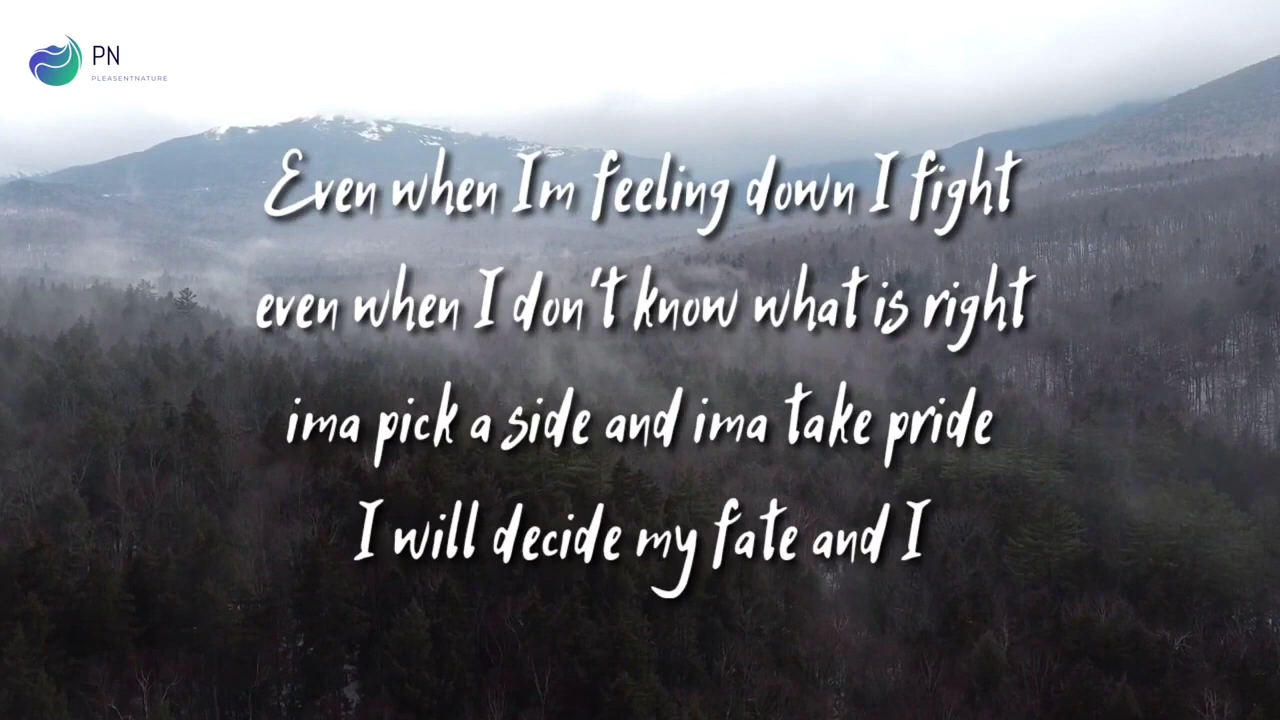 PN
PLEASENTNATURE
Even when Im feeling down I fight
even when I don't know what is right
ima pick a side and ima take pride
I will decide my fate and I